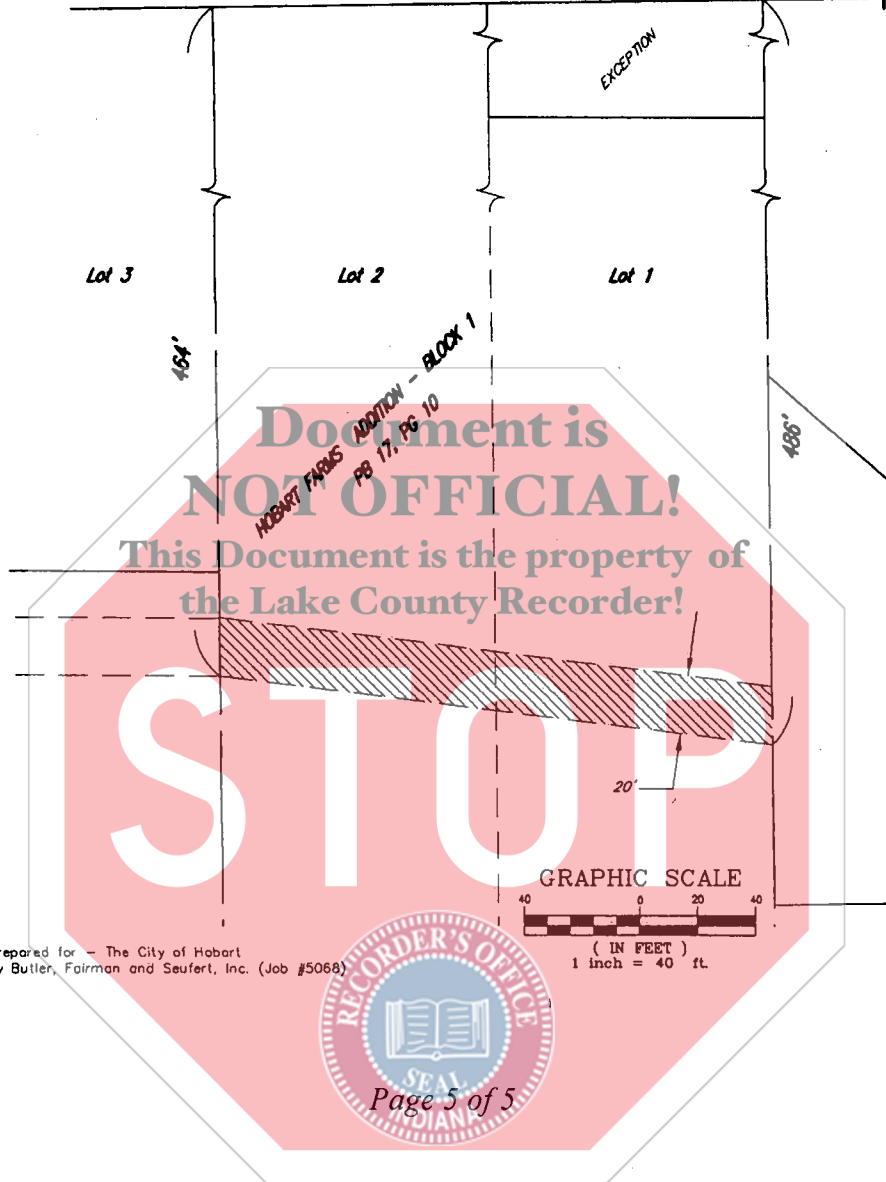 EXCEPTION
Lot 3
Lot 2
Lot 1
464'
486'
HOBART FARMS ADDITION - BLOCK 1
PB 17, PG 10
Document is
NOT OFFICIAL!
This Document is the property of
the Lake County Recorder!
STOP
20'
GRAPHIC SCALE
40 0 20 40
( IN FEET )
1 inch = 40 ft.
repared for - The City of Hobart
y Butler, Fairman and Seufert, Inc. (Job #5068)
RECORDER'S OFFICE
SEAL
INDIANA
Page 5 of 5